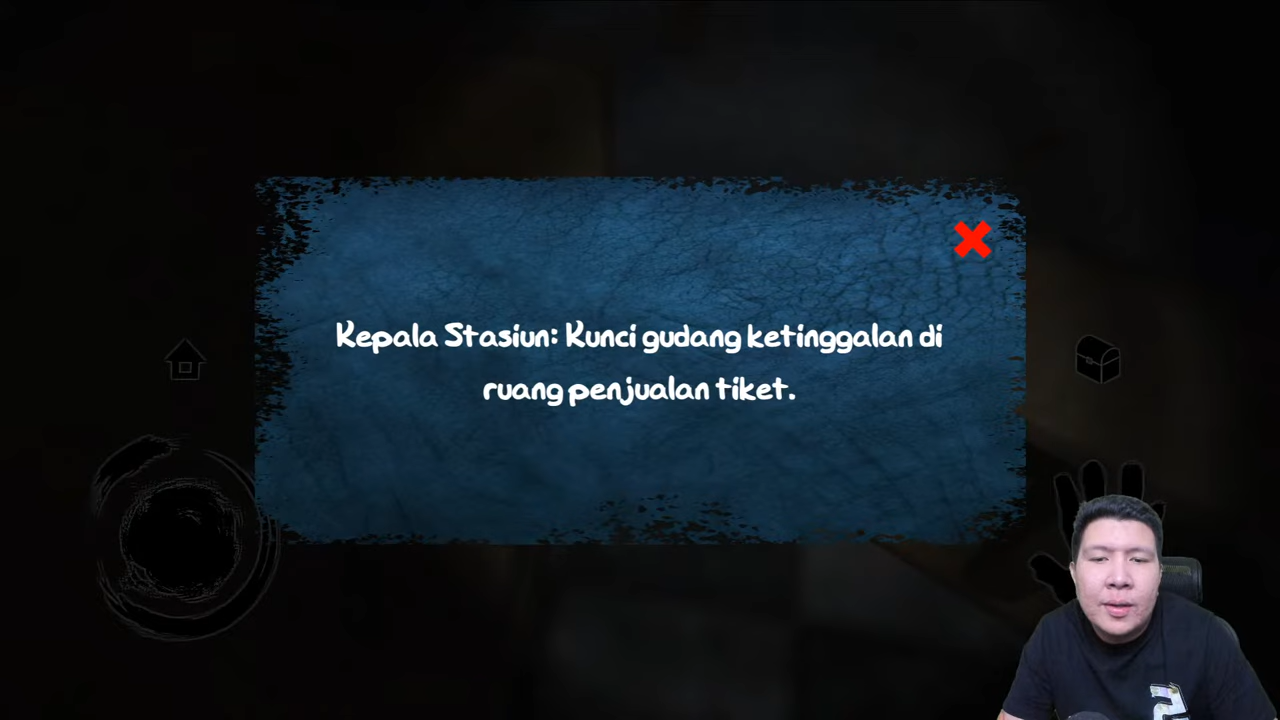 Kepala Stasiun: Kunci gudang ketinggalan di
ruang penjualan tiket.